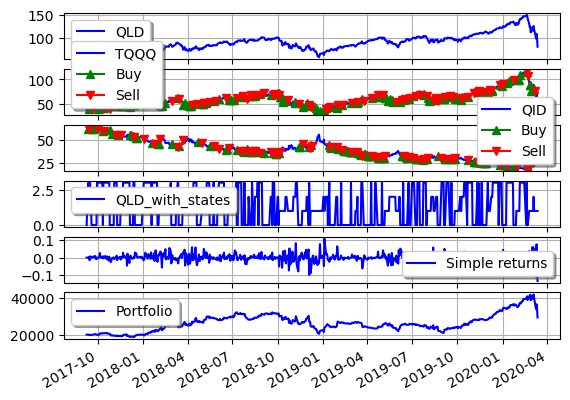 150
100
QLD
TQQQ
Buy
Sell
100
50
QID
Buy
Sell
50
25
2.5
0.0
QLD_with_states
0.1
0.0
−0.1
Simple returns
40000
20000
Portfolio
2017-10
2018-01
2018-04
2018-07
2018-10
2019-01
2019-04
2019-07
2019-10
2020-01
2020-04